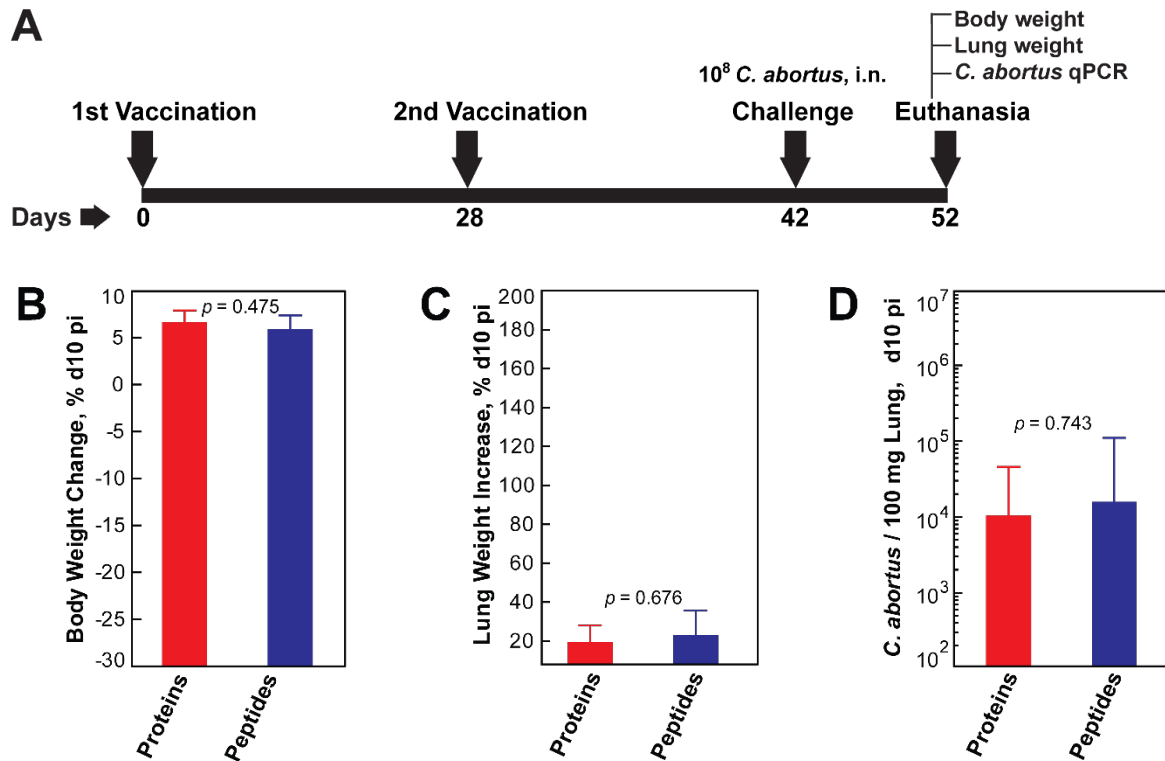 A
Body weight
Lung weight
C. abortus qPCR
10⁸ C. abortus, i.n.
1st Vaccination
2nd Vaccination
Challenge
Euthanasia
Days
0
28
42
52
B
Body Weight Change, % d10 pi
10
5
0
-5
-10
-15
-20
-25
-30
p = 0.475
Proteins
Peptides
C
Lung Weight Increase, % d10 pi
200
180
160
140
120
100
80
60
40
20
p = 0.676
Proteins
Peptides
D
C. abortus / 100 mg Lung, d10 pi
10⁷
10⁶
10⁵
10⁴
10³
10²
p = 0.743
Proteins
Peptides